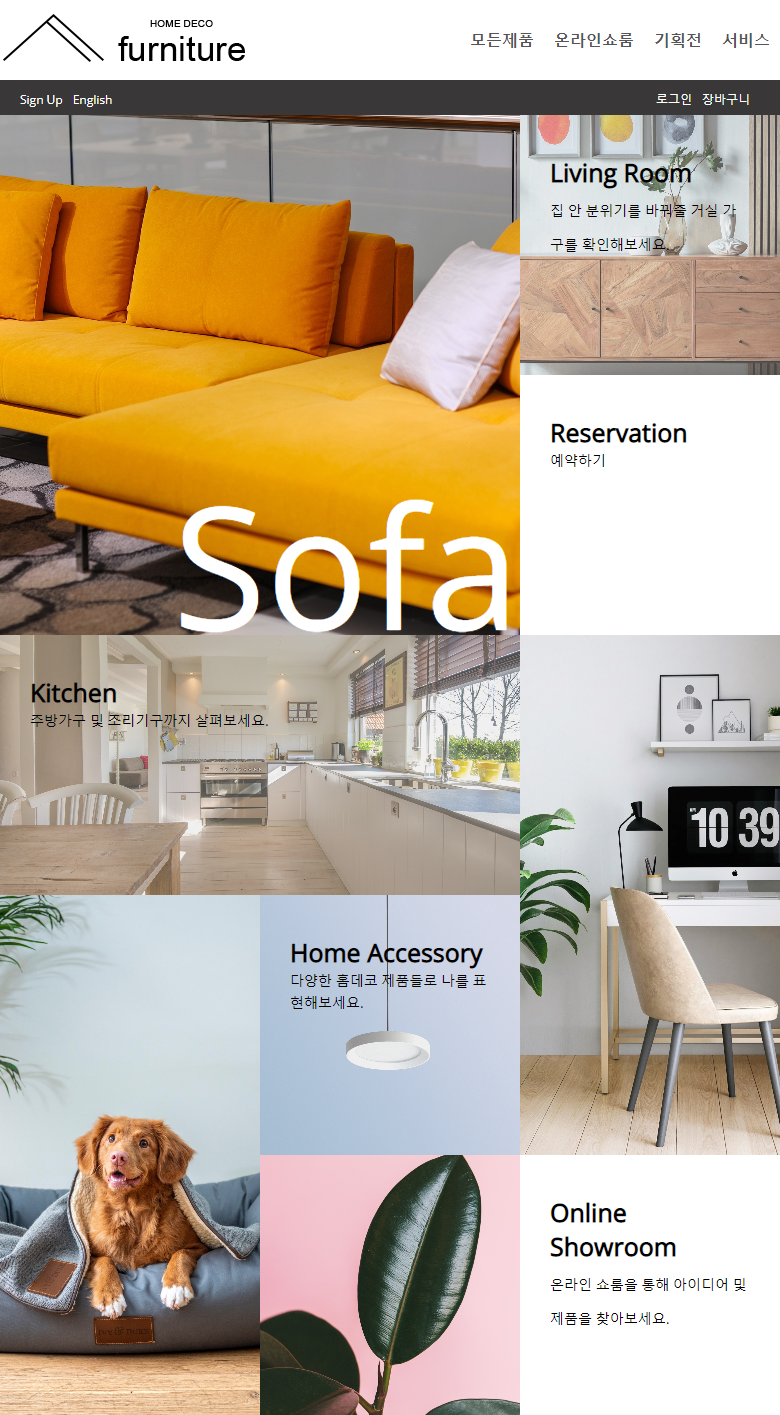 HOME DECO
furniture
모든제품 온라인쇼룸 기획전 서비스
Sign Up English
로그인 장바구니
Living Room
집 안 분위기를 바꿔줄 거실 가
구를 확인해보세요.
Sofa
Reservation
예약하기
Kitchen
주방가구 및 조리기구까지 살펴보세요.
10 39
Home Accessory
다양한 홈데코 제품들로 나를 표
현해보세요.
Online
Showroom
온라인 쇼룸을 통해 아이디어 및
제품을 찾아보세요.